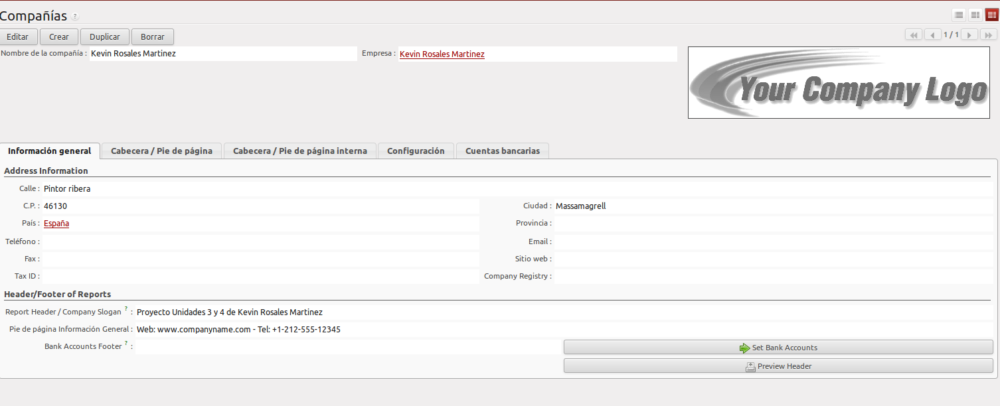 Compañías ?
Editar Crear Duplicar Borrar 1 / 1
Nombre de la compañía : Kevin Rosales Martinez Empresa : Kevin Rosales Martinez
Your Company Logo
Información general Cabecera / Pie de página Cabecera / Pie de página interna Configuración Cuentas bancarias
Address Information
Calle : Pintor ribera
C.P. : 46130 Ciudad : Massamagrell
País : España Provincia :
Teléfono : Email :
Fax : Sitio web :
Tax ID : Company Registry :
Header/Footer of Reports
Report Header / Company Slogan ? : Proyecto Unidades 3 y 4 de Kevin Rosales Martinez
Pie de página Información General : Web: www.companyname.com - Tel: +1-212-555-12345
Bank Accounts Footer ? : Set Bank Accounts
Preview Header